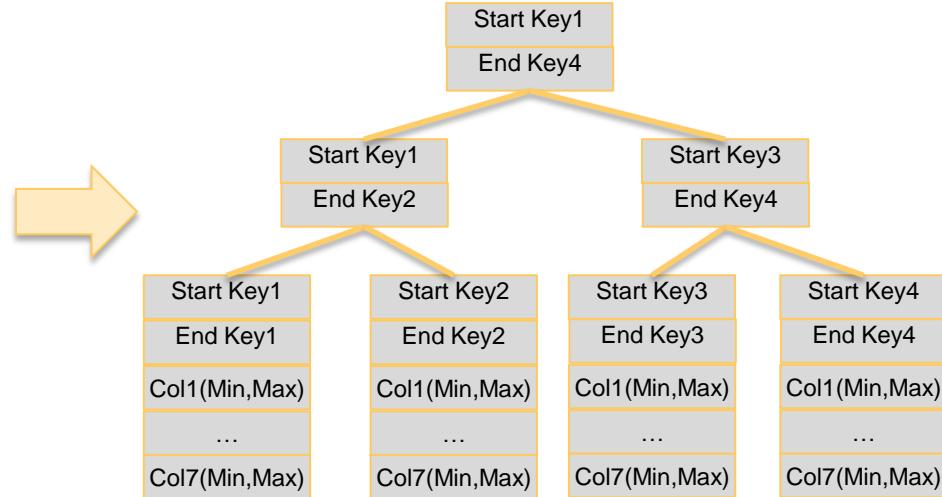 Start Key1
End Key4
Start Key1
End Key2
Start Key3
End Key4
Start Key1
End Key1
Col1(Min,Max)
…
Col7(Min,Max)
Start Key2
End Key2
Col1(Min,Max)
…
Col7(Min,Max)
Start Key3
End Key3
Col1(Min,Max)
…
Col7(Min,Max)
Start Key4
End Key4
Col1(Min,Max)
…
Col7(Min,Max)